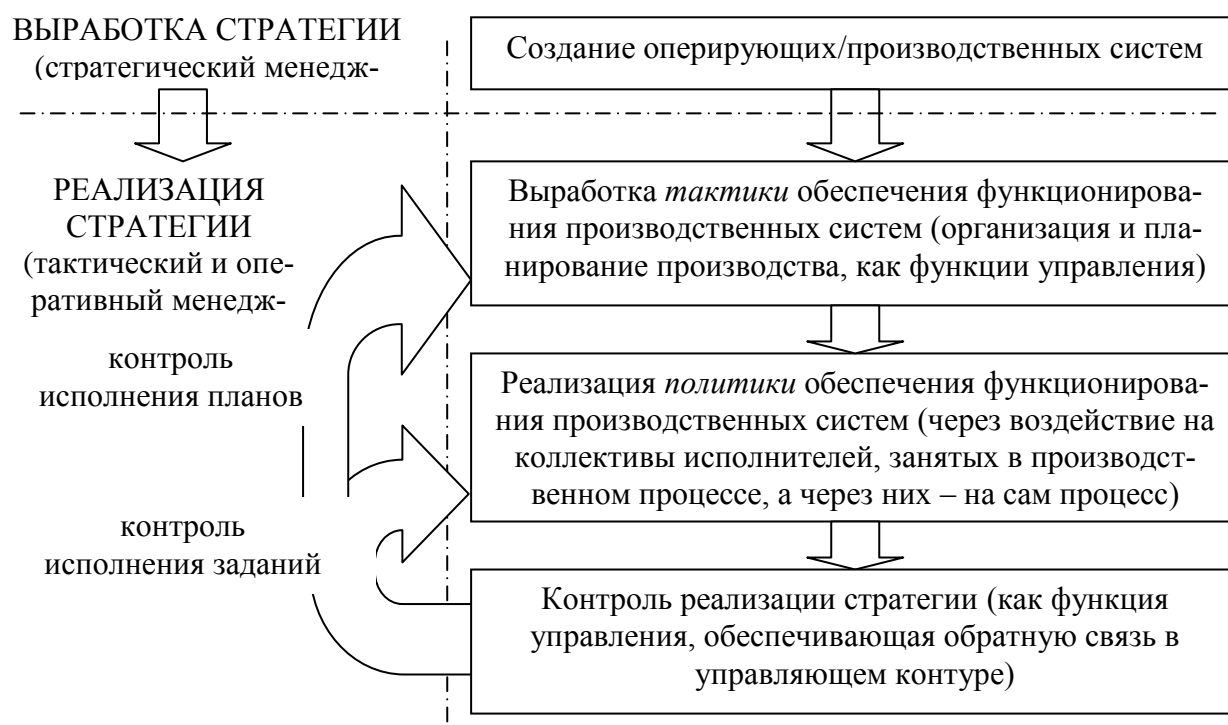 ВЫРАБОТКА СТРАТЕГИИ
(стратегический менедж-
Создание оперирующих/производственных систем
РЕАЛИЗАЦИЯ
СТРАТЕГИИ
(тактический и опе-
ративный менедж-
Выработка тактики обеспечения функционирова-
ния производственных систем (организация и пла-
нирование производства, как функции управления)
контроль
исполнения планов
Реализация политики обеспечения функционирова-
ния производственных систем (через воздействие на
коллективы исполнителей, занятых в производст-
венном процессе, а через них – на сам процесс)
контроль
исполнения заданий
Контроль реализации стратегии (как функция
управления, обеспечивающая обратную связь в
управляющем контуре)